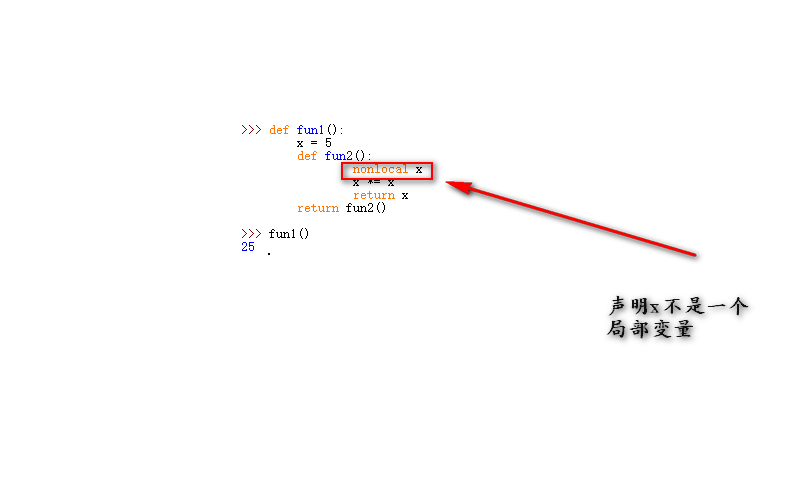 >>> def fun1():
        x = 5
        def fun2():
                nonlocal x
                x *= x
                return x
        return fun2()
>>> fun1()
25
声明x不是一个
局部变量